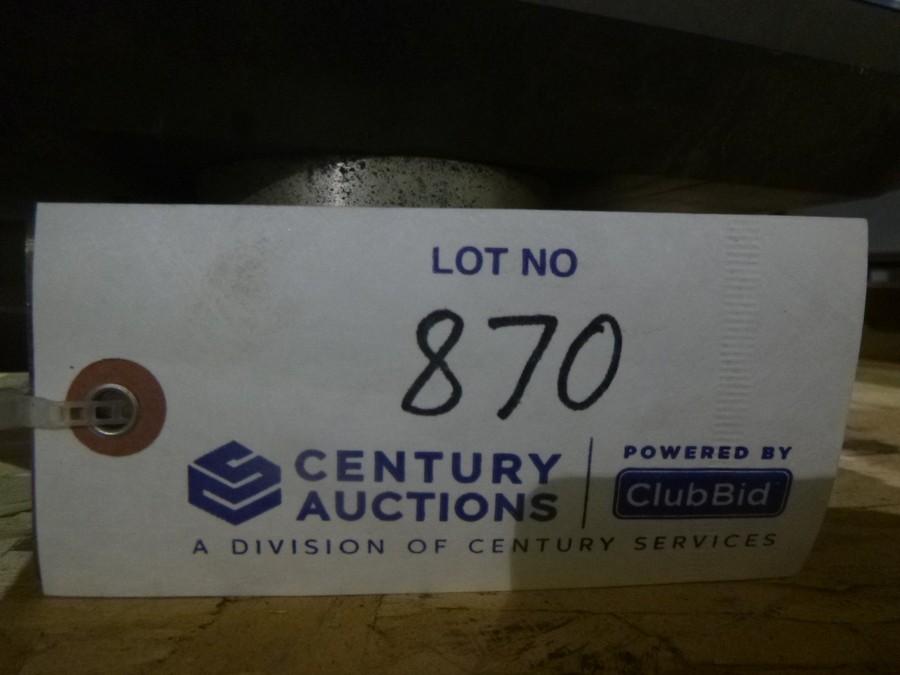 LOT NO
870
CENTURY
AUCTIONS
POWERED BY
ClubBid
A DIVISION OF CENTURY SERVICES